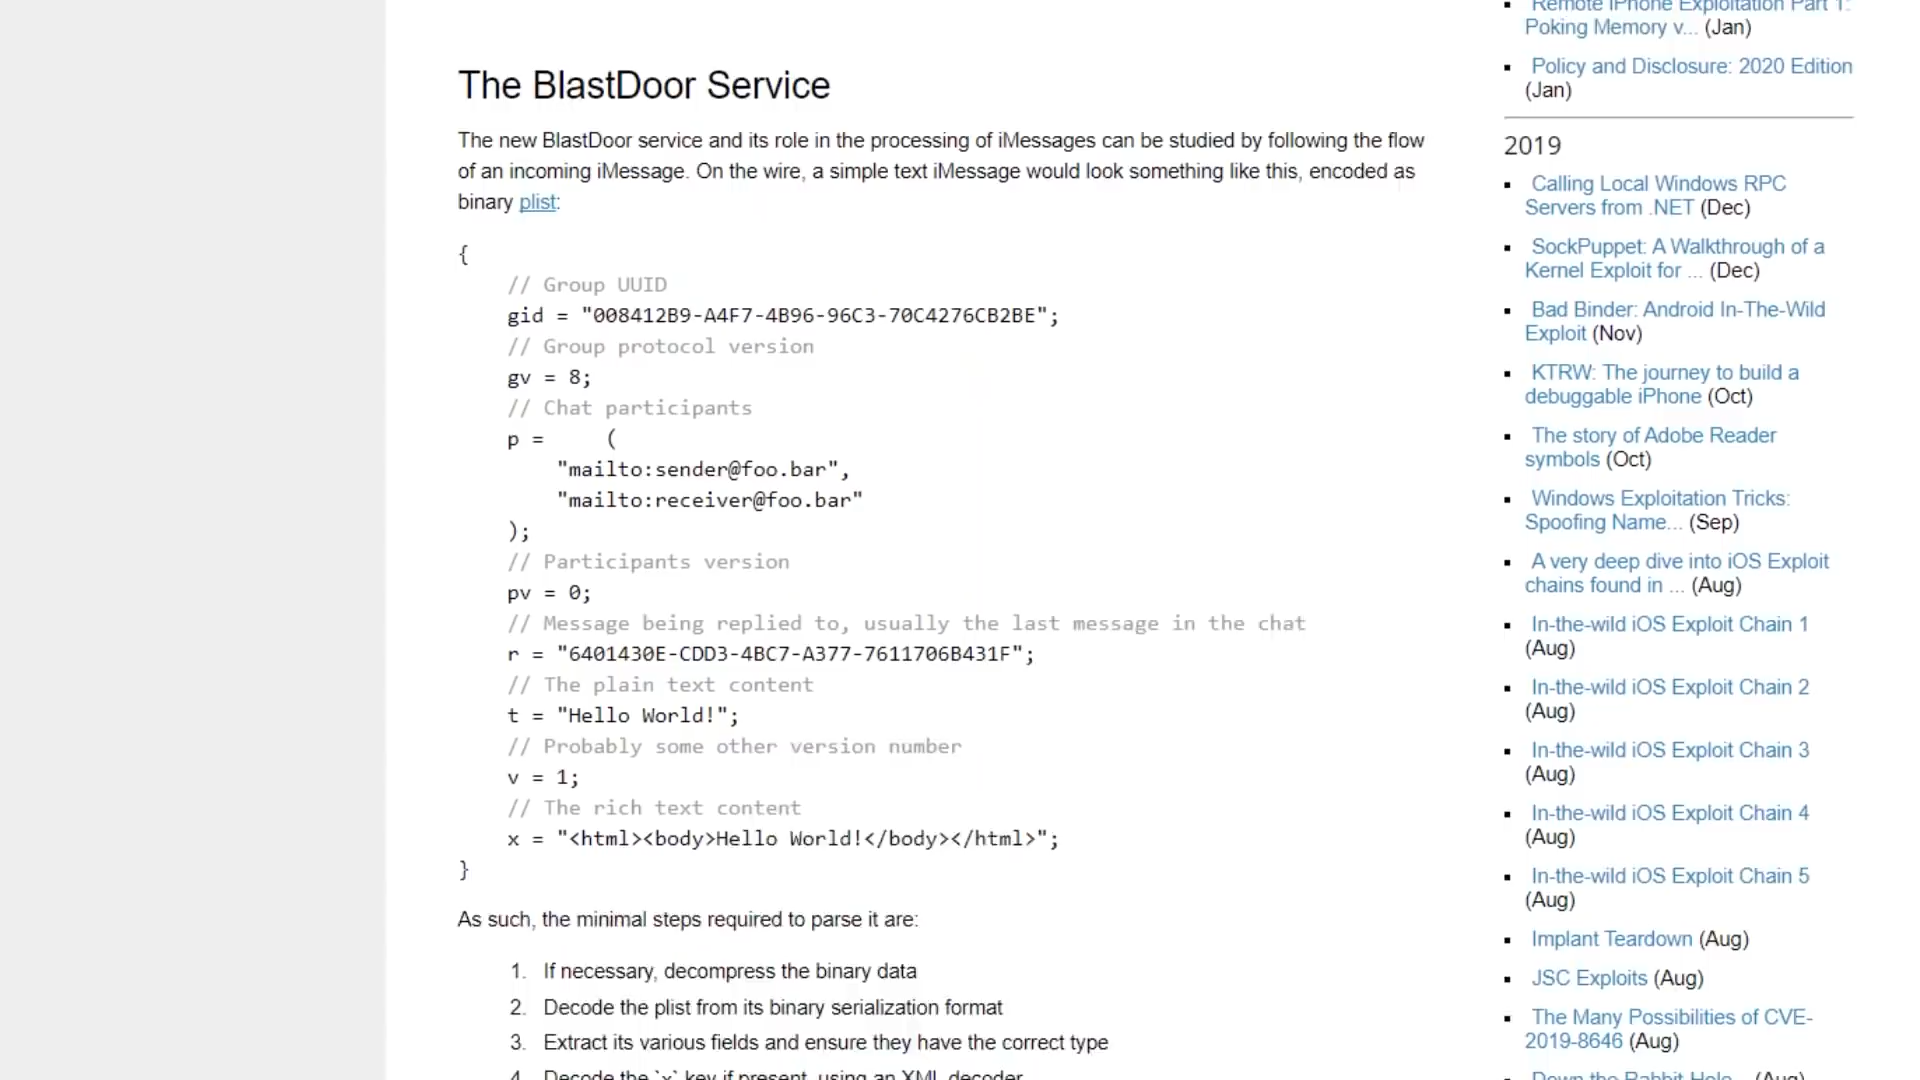 The BlastDoor Service
The new BlastDoor service and its role in the processing of iMessages can be studied by following the flow
of an incoming iMessage. On the wire, a simple text iMessage would look something like this, encoded as
binary plist:
{
// Group UUID
gid = "008412B9-A4F7-4B96-96C3-70C4276CB2BE";
// Group protocol version
gv = 8;
// Chat participants
p =     (
"mailto:sender@foo.bar",
"mailto:receiver@foo.bar"
);
// Participants version
pv = 0;
// Message being replied to, usually the last message in the chat
r = "6401430E-CDD3-4BC7-A377-7611706B431F";
// The plain text content
t = "Hello World!";
// Probably some other version number
v = 1;
// The rich text content
x = "<html><body>Hello World!</body></html>";
}
As such, the minimal steps required to parse it are:
1. If necessary, decompress the binary data
2. Decode the plist from its binary serialization format
3. Extract its various fields and ensure they have the correct type
4. Decode the `x` key if present, using an XML decoder
Remote iPhone Exploitation Part 1:
Poking Memory v... (Jan)
Policy and Disclosure: 2020 Edition
(Jan)
2019
Calling Local Windows RPC
Servers from .NET (Dec)
SockPuppet: A Walkthrough of a
Kernel Exploit for ... (Dec)
Bad Binder: Android In-The-Wild
Exploit (Nov)
KTRW: The journey to build a
debuggable iPhone (Oct)
The story of Adobe Reader
symbols (Oct)
Windows Exploitation Tricks:
Spoofing Name... (Sep)
A very deep dive into iOS Exploit
chains found in ... (Aug)
In-the-wild iOS Exploit Chain 1
(Aug)
In-the-wild iOS Exploit Chain 2
(Aug)
In-the-wild iOS Exploit Chain 3
(Aug)
In-the-wild iOS Exploit Chain 4
(Aug)
In-the-wild iOS Exploit Chain 5
(Aug)
Implant Teardown (Aug)
JSC Exploits (Aug)
The Many Possibilities of CVE-
2019-8646 (Aug)
Down the Rabbit-Hole... (Aug)